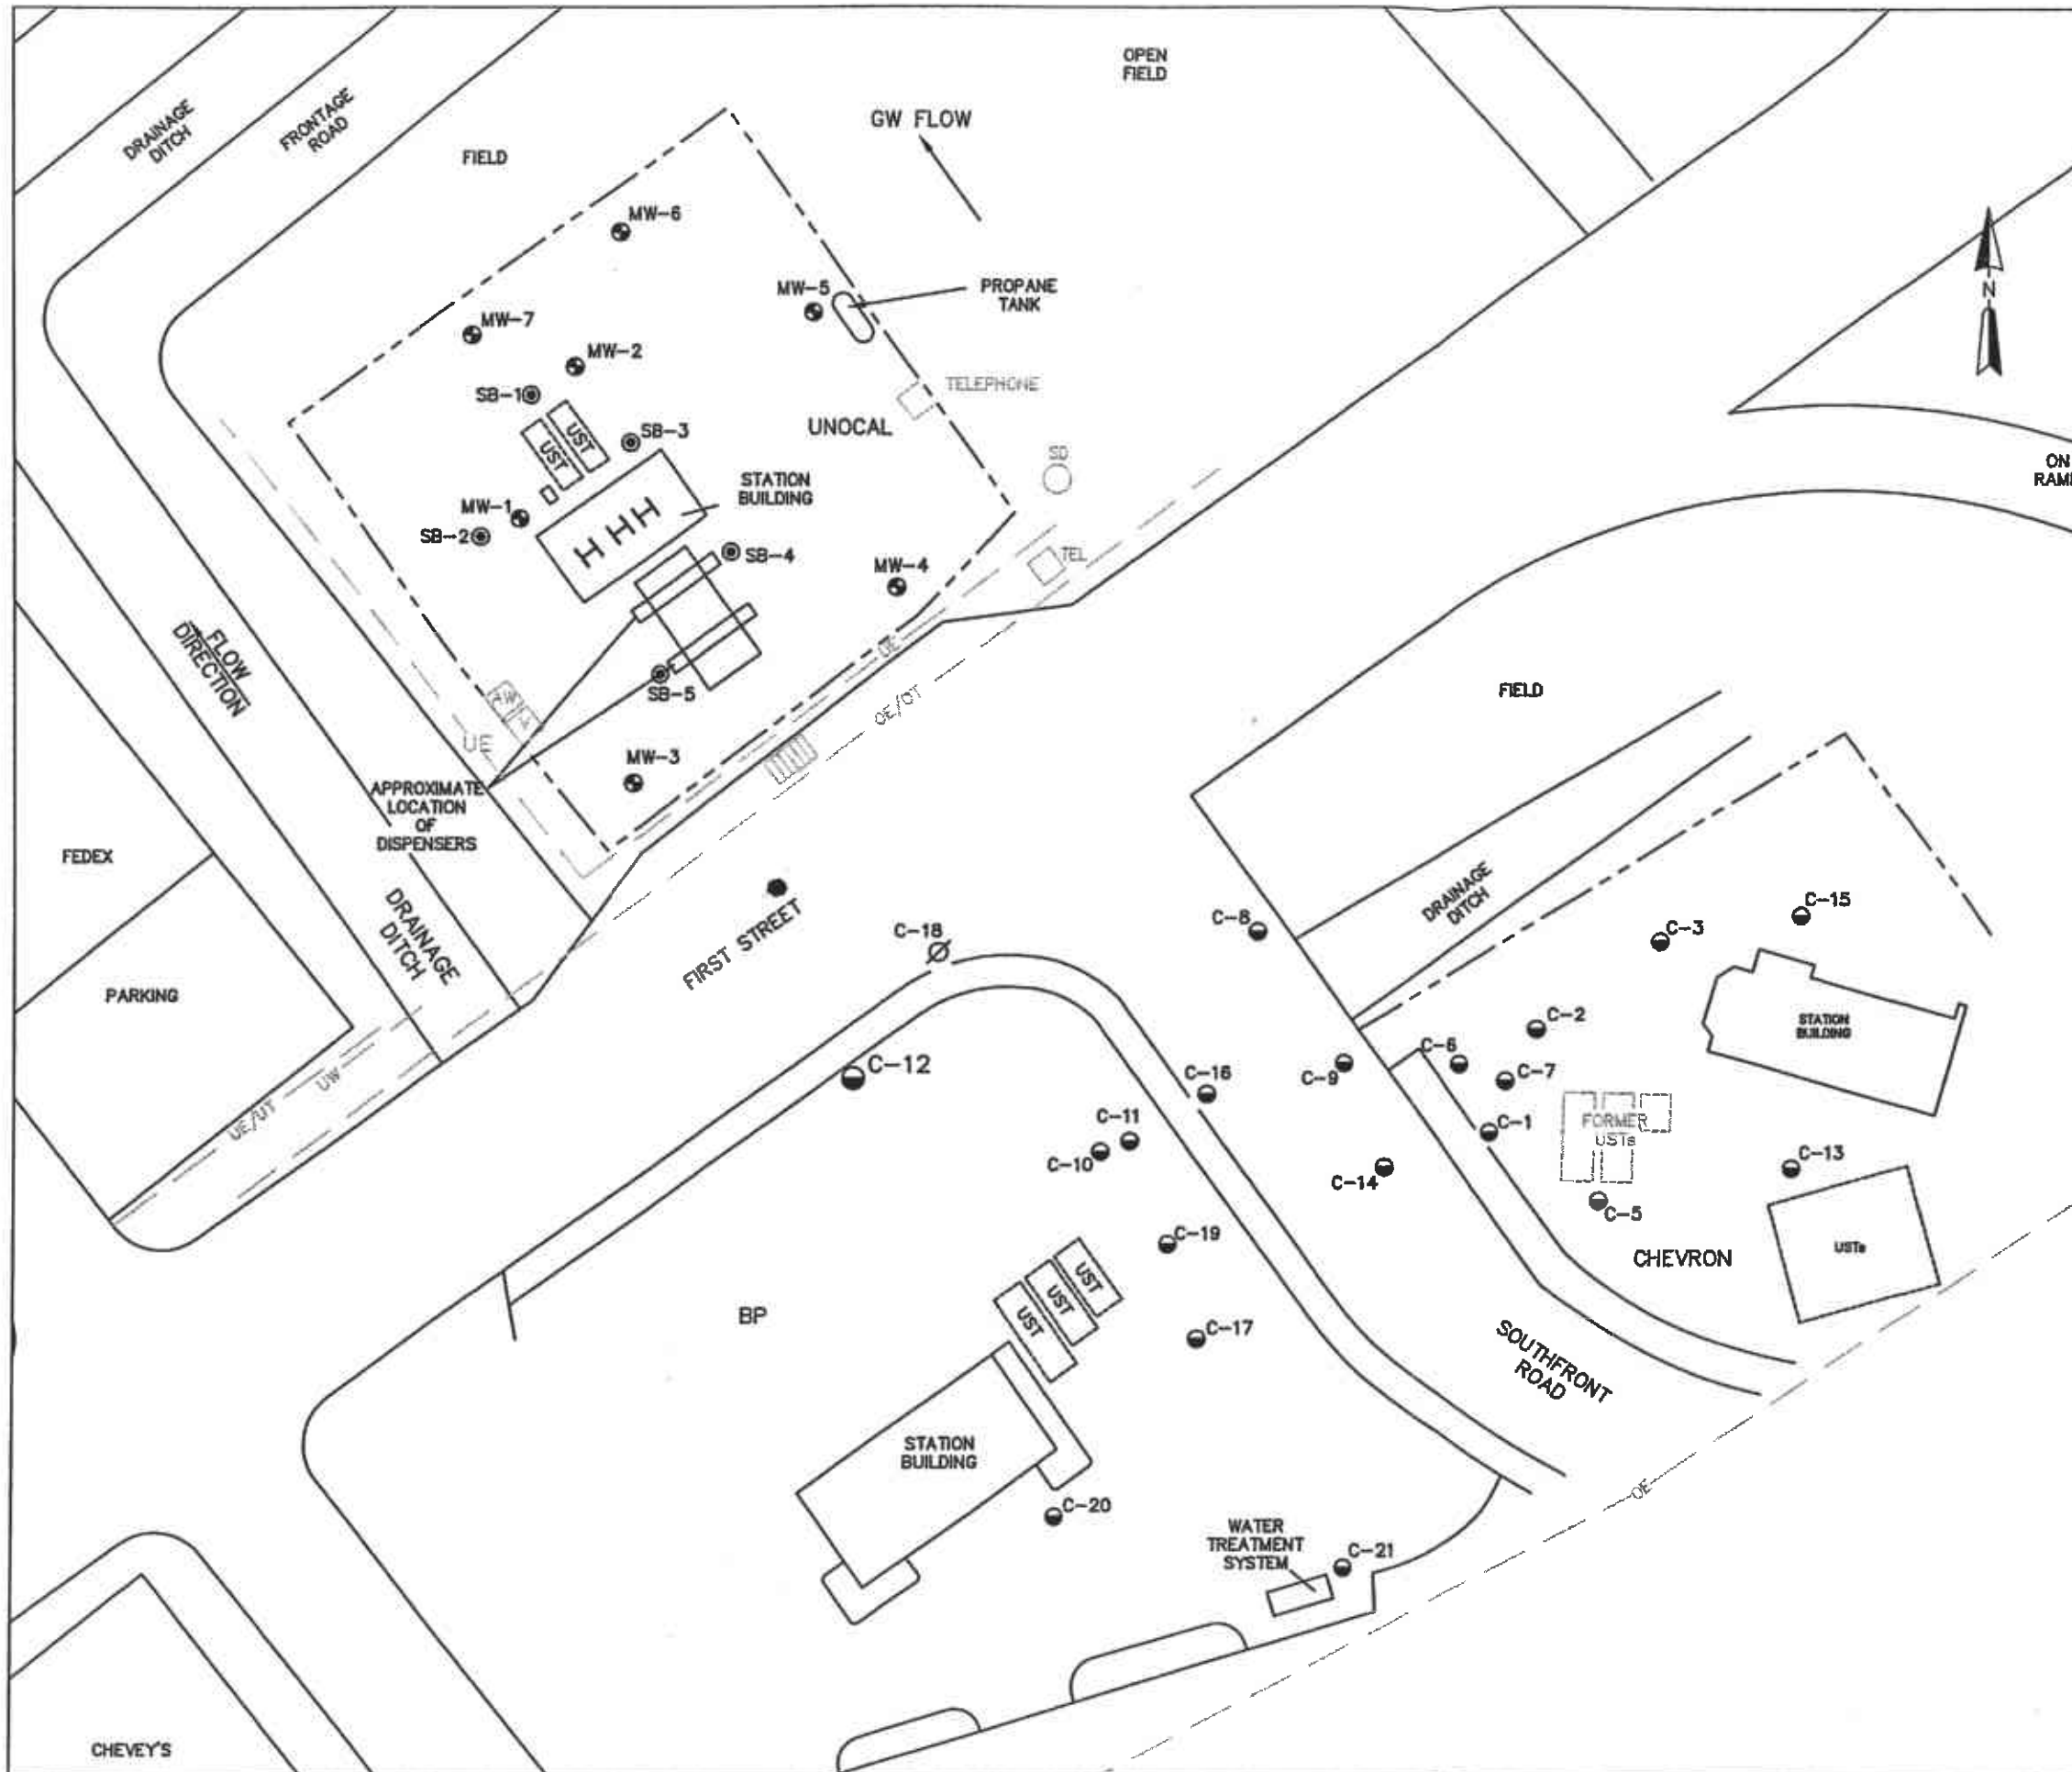 OPEN
FIELD
DRAINAGE
DITCH
FRONTAGE
ROAD
FIELD
GW FLOW
MW-6
MW-5
PROPANE
TANK
N
MW-7
MW-2
SB-1
TELEPHONE
UNOCAL
UST
UST
SB-3
SD
STATION
BUILDING
ON
MW-1
SB-2
SB-4
TEL
MW-4
FLOW
DIRECTION
UE
SB-5
OE/OT
FIELD
UE
MW-3
APPROXIMATE
LOCATION
OF
DISPENSERS
FEDEX
DRAINAGE
DITCH
DRAINAGE
DITCH
FIRST STREET
C-18
C-8
C-15
C-3
PARKING
C-2
STATION
BUILDING
C-6
C-7
C-9
C-12
C-16
UW
UE/UT
C-11
C-10
C-1
FORMER
USTs
C-14
C-13
C-5
C-19
CHEVRON
USTs
UST
UST
UST
BP
C-17
SOUTHFRONT
ROAD
STATION
BUILDING
OE
C-20
WATER
TREATMENT
SYSTEM
C-21
CHEVEY'S